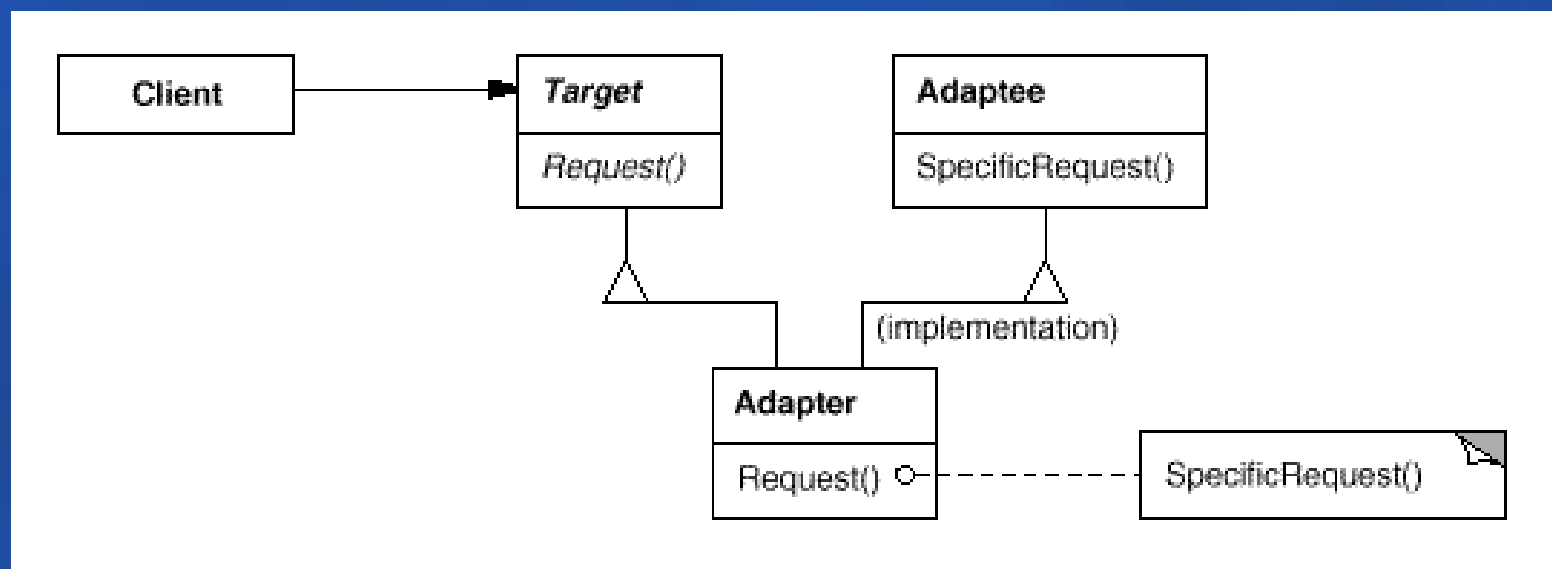 Client
Target
Request()
Adaptee
SpecificRequest()
(implementation)
Adapter
Request()
SpecificRequest()